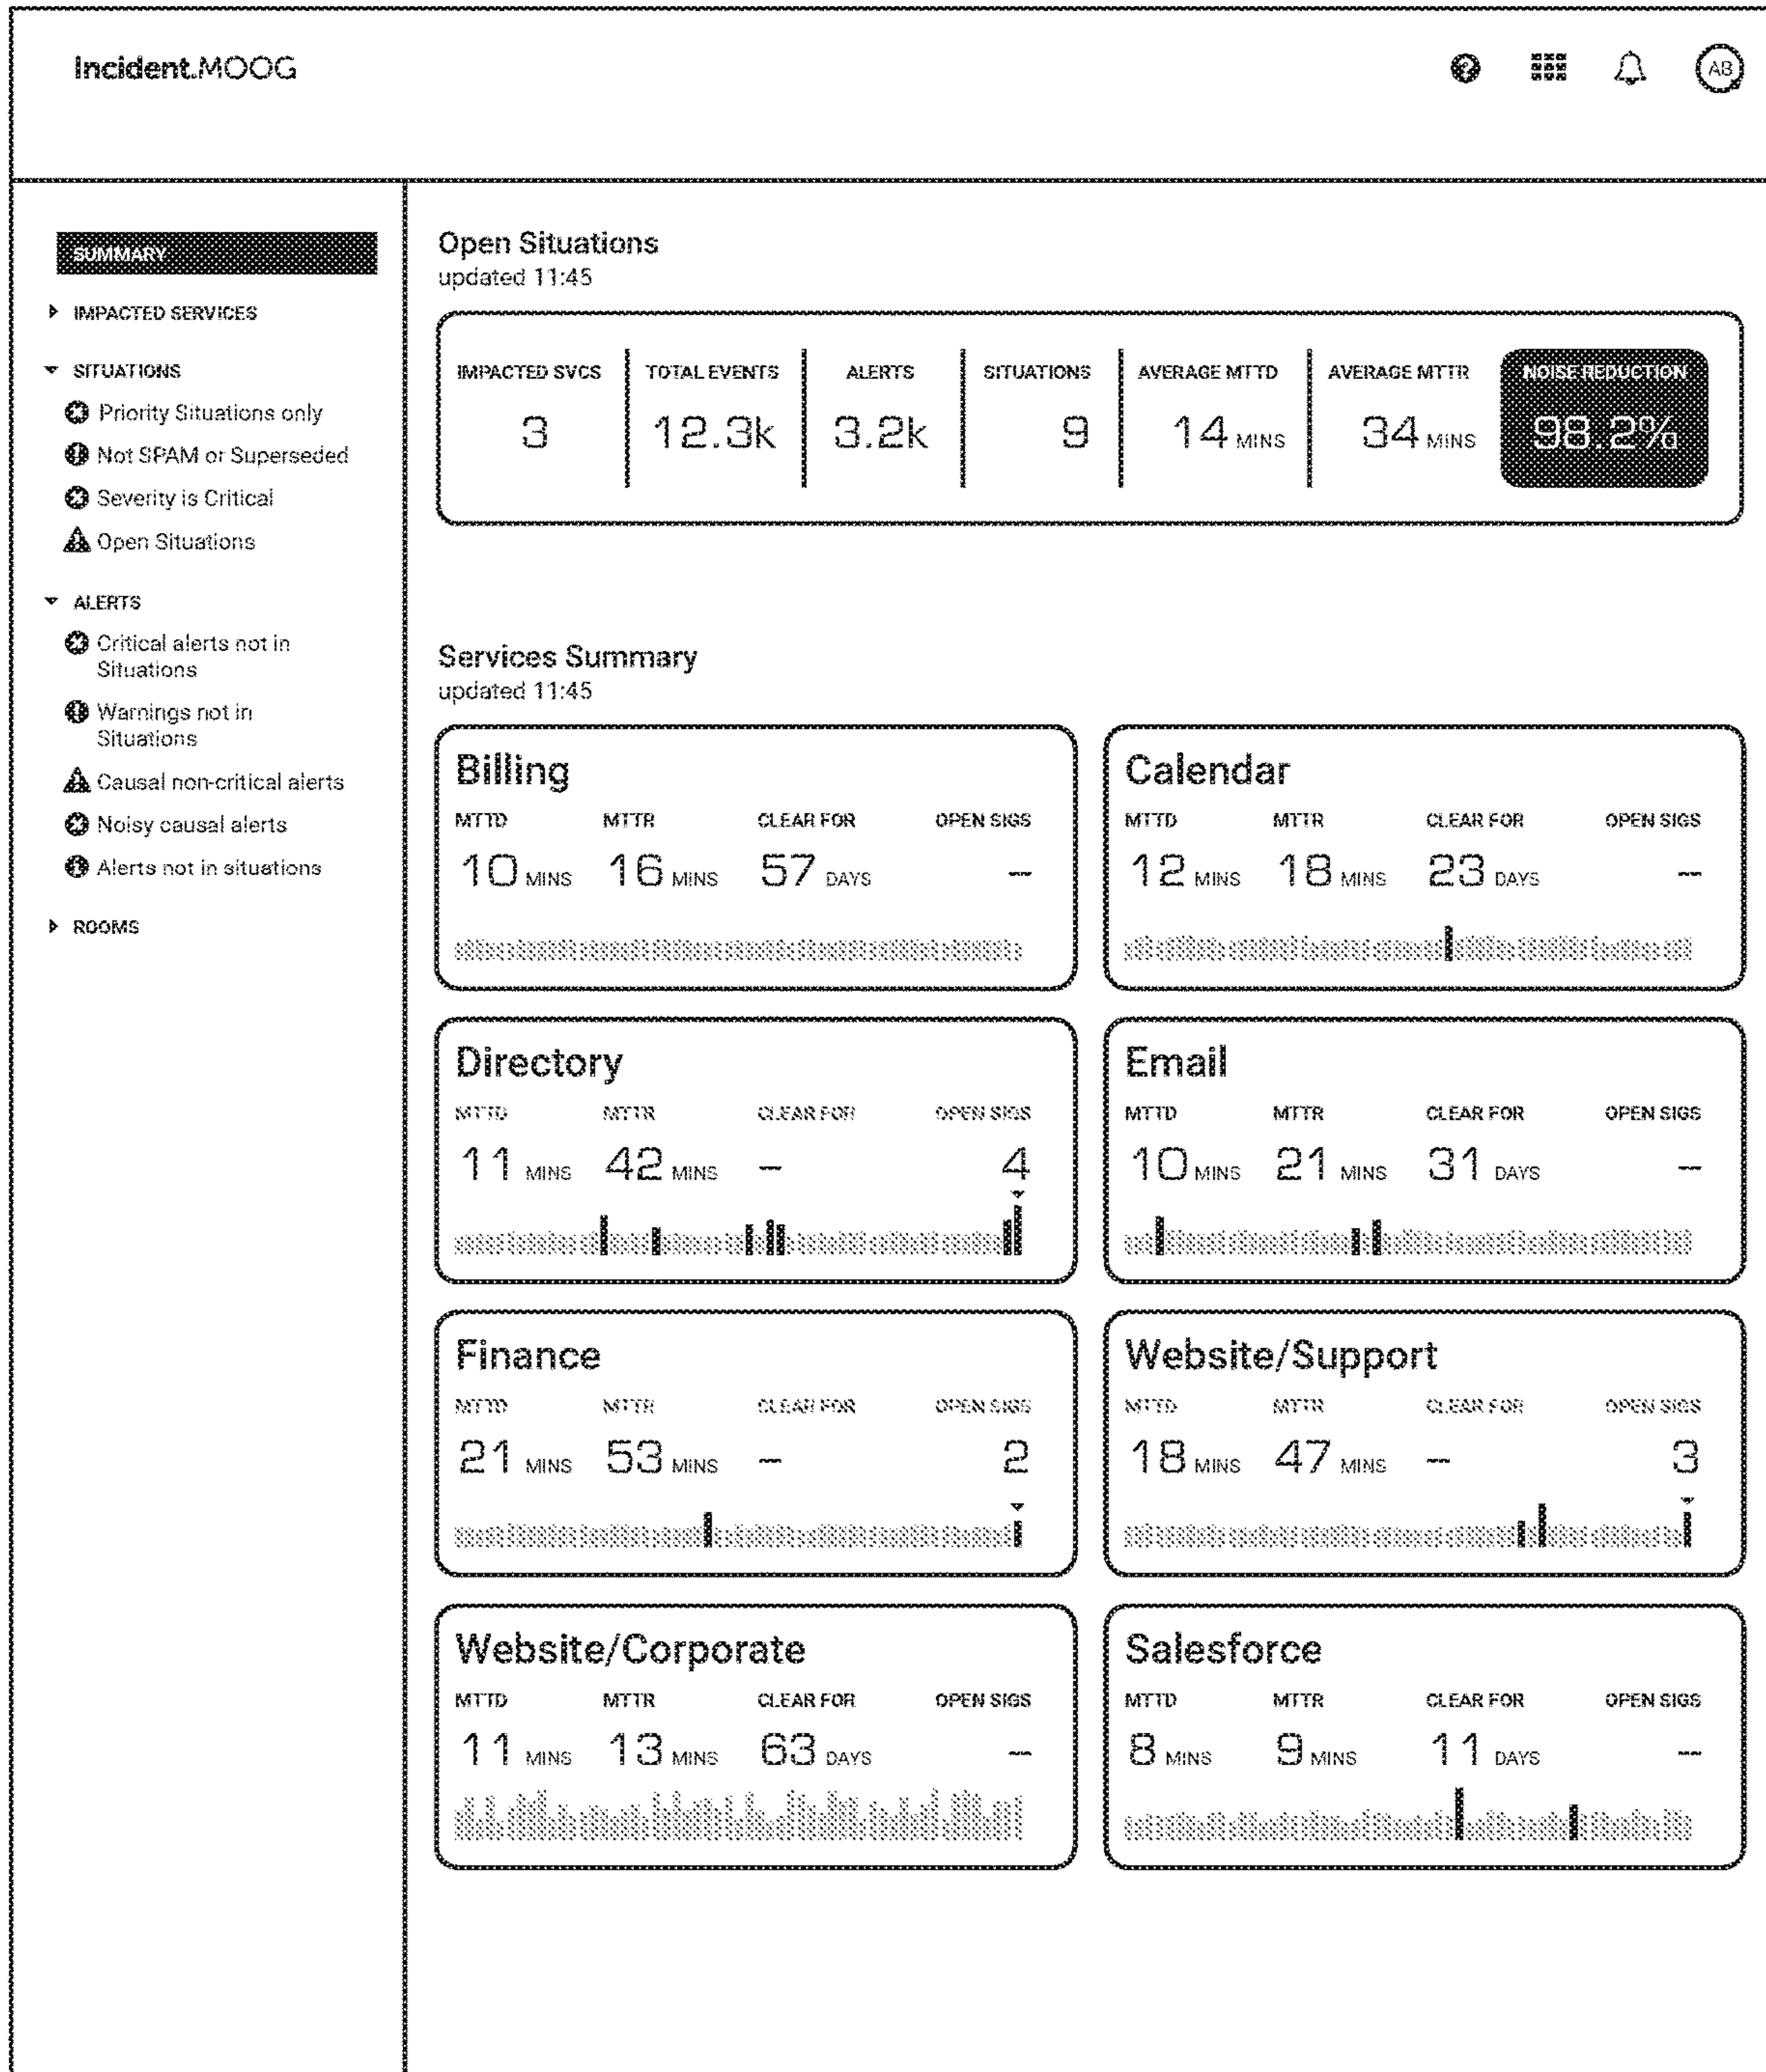 Incident.MOOG
AB
SUMMARY
IMPACTED SERVICES
SITUATIONS
Priority Situations only
Not SPAM or Superseded
Severity is Critical
Open Situations
ALERTS
Critical alerts not in
Situations
Warnings not in
Situations
Causal non-critical alerts
Noisy causal alerts
Alerts not in situations
ROOMS
Open Situations
updated 11:45
IMPACTED SVCS TOTAL EVENTS ALERTS SITUATIONS AVERAGE MTTD AVERAGE MTTR NOISE REDUCTION
3 12.3k 3.2k 9 14 MINS 34 MINS 98.2%
Services Summary
updated 11:45
Billing
MTTD MTTR CLEAR FOR OPEN SIGS
10 MINS 16 MINS 57 DAYS --
Calendar
MTTD MTTR CLEAR FOR OPEN SIGS
12 MINS 18 MINS 23 DAYS --
Directory
MTTD MTTR CLEAR FOR OPEN SIGS
11 MINS 42 MINS -- 4
Email
MTTD MTTR CLEAR FOR OPEN SIGS
10 MINS 21 MINS 31 DAYS --
Finance
MTTD MTTR CLEAR FOR OPEN SIGS
21 MINS 53 MINS -- 2
Website/Support
MTTD MTTR CLEAR FOR OPEN SIGS
18 MINS 47 MINS -- 3
Website/Corporate
MTTD MTTR CLEAR FOR OPEN SIGS
11 MINS 13 MINS 63 DAYS --
Salesforce
MTTD MTTR CLEAR FOR OPEN SIGS
8 MINS 9 MINS 11 DAYS --